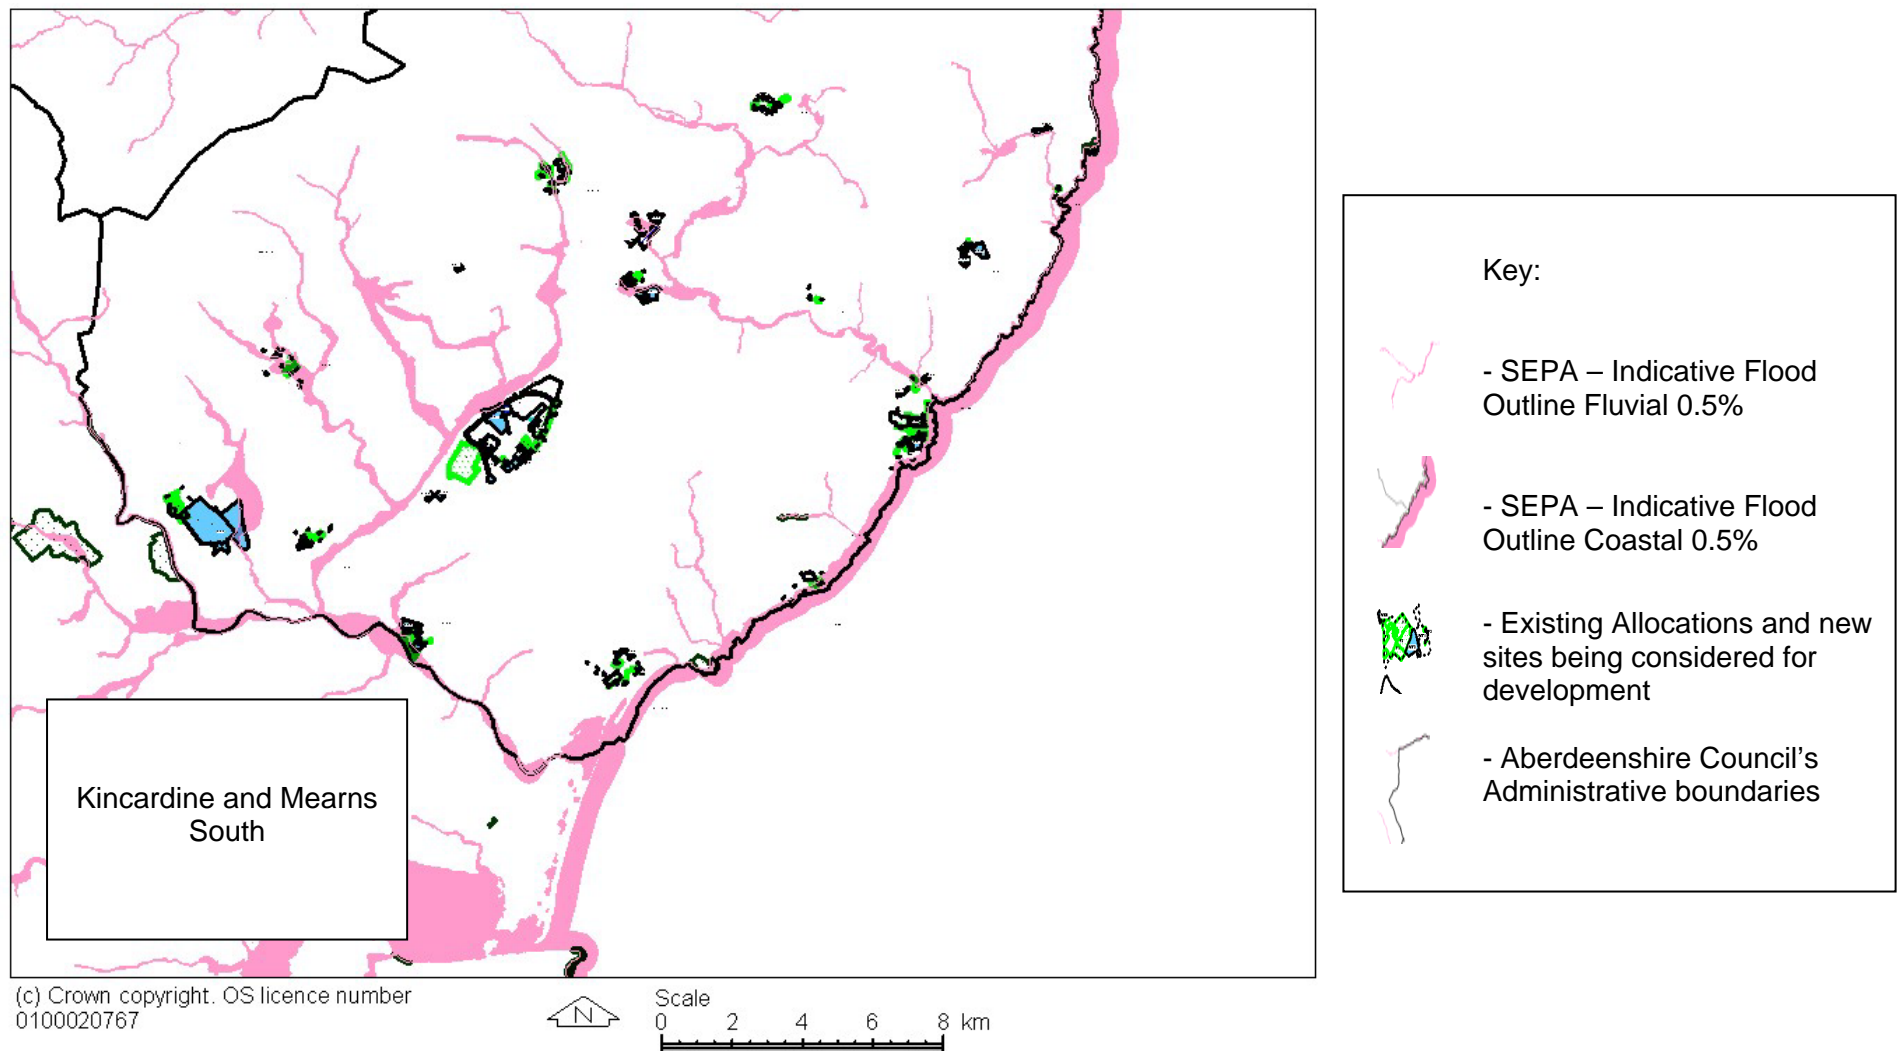 Kincardine and Mearns
South
Key:
- SEPA – Indicative Flood
Outline Fluvial 0.5%
- SEPA – Indicative Flood
Outline Coastal 0.5%
- Existing Allocations and new
sites being considered for
development
- Aberdeenshire Council's
Administrative boundaries
(c) Crown copyright. OS licence number
0100020767
N
Scale
0 2 4 6 8 km